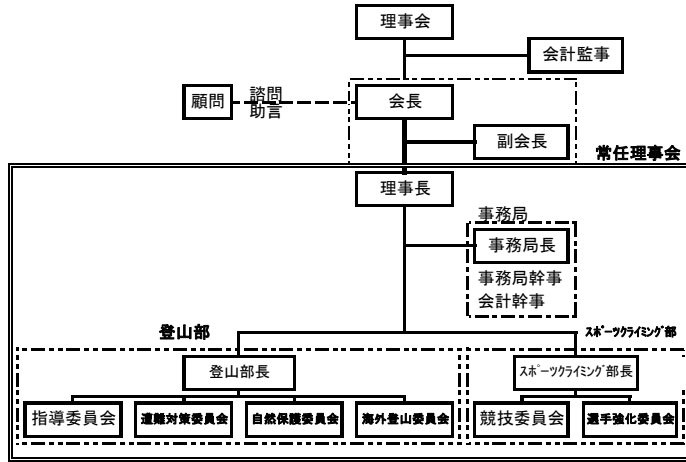 理事会
会計監事
顧問
諮問
助言
会長
副会長
常任理事会
理事長
事務局
事務局長
事務局幹事
会計幹事
登山部
ｽﾎﾟｰﾂｸﾗｲﾐﾝｸﾞ部
登山部長
ｽﾎﾟｰﾂｸﾗｲﾐﾝｸﾞ部長
指導委員会
遭難対策委員会
自然保護委員会
海外登山委員会
競技委員会
選手強化委員会